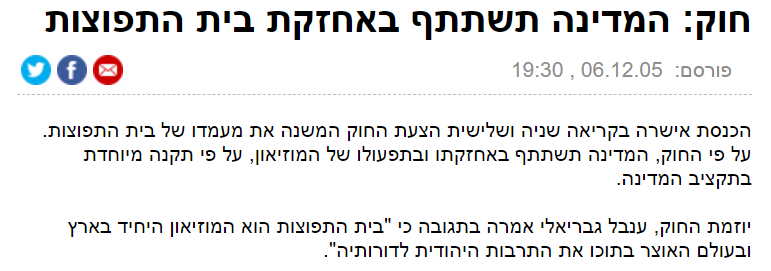 חוק: המדינה תשתתף באחזקת בית התפוצות
פורסם: 06.12.05 , 19:30
הכנסת אישרה בקריאה שניה ושלישית הצעת החוק המשנה את מעמדו של בית התפוצות.
על פי החוק, המדינה תשתתף באחזקתו ובתפעולו של המוזיאון, על פי תקנה מיוחדת
בתקציב המדינה.
יוזמת החוק, ענבל גבריאלי אמרה בתגובה כי "בית התפוצות הוא המוזיאון היחיד בארץ
ובעולם האוצר בתוכו את התרבות היהודית לדורותיה".